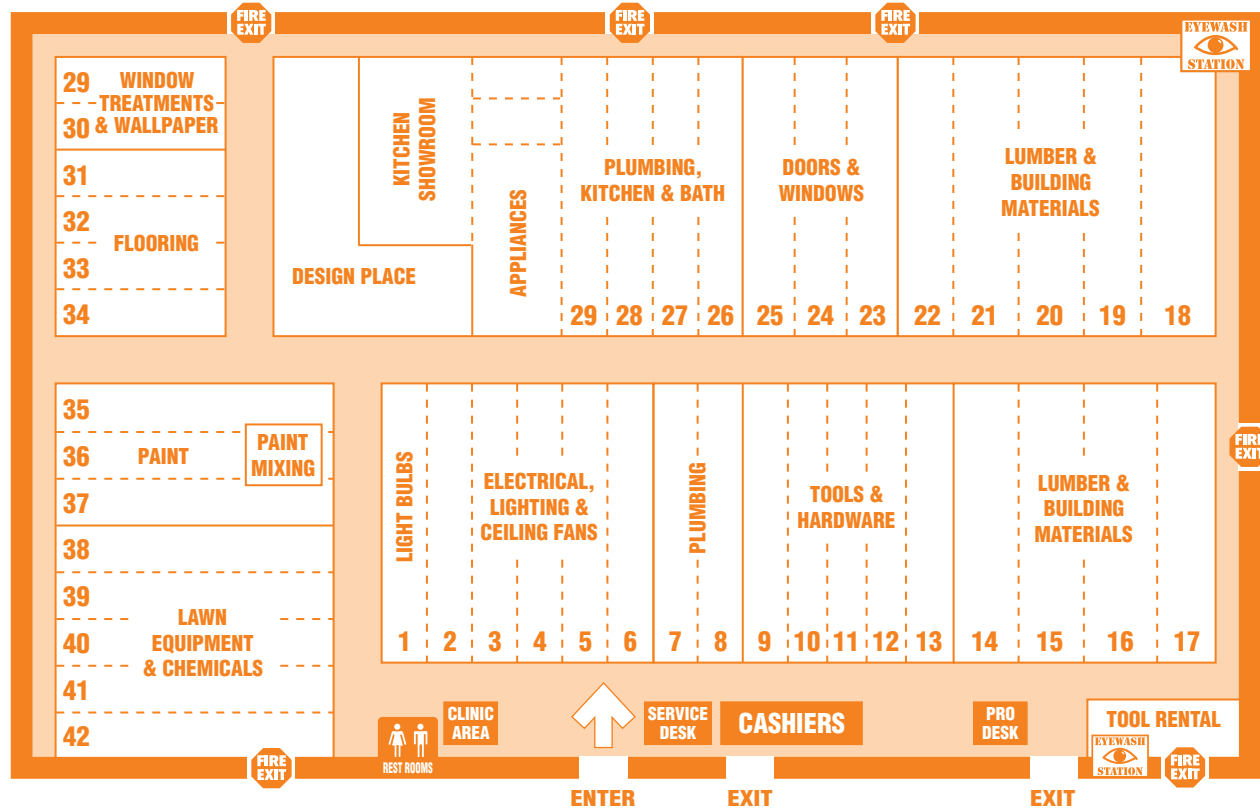 FIRE
EXIT
FIRE
EXIT
FIRE
EXIT
EYEWASH
STATION
29 WINDOW
TREATMENTS
30 & WALLPAPER
31
32
FLOORING
33
34
KITCHEN
SHOWROOM
DESIGN PLACE
APPLIANCES
PLUMBING,
KITCHEN & BATH
29 28 27 26
DOORS &
WINDOWS
25 24 23
LUMBER &
BUILDING
MATERIALS
22 21 20 19 18
35
36 PAINT
PAINT
MIXING
37
38
39
LAWN
40 EQUIPMENT
& CHEMICALS
41
42
LIGHT BULBS
ELECTRICAL,
LIGHTING &
CEILING FANS
PLUMBING
TOOLS &
HARDWARE
LUMBER &
BUILDING
MATERIALS
FIRE
EXIT
1 2 3 4 5 6 7 8 9 10 11 12 13 14 15 16 17
REST ROOMS
CLINIC
AREA
SERVICE
DESK
CASHIERS
PRO
DESK
TOOL RENTAL
EYEWASH
STATION
FIRE
EXIT
FIRE
EXIT
ENTER
EXIT
EXIT